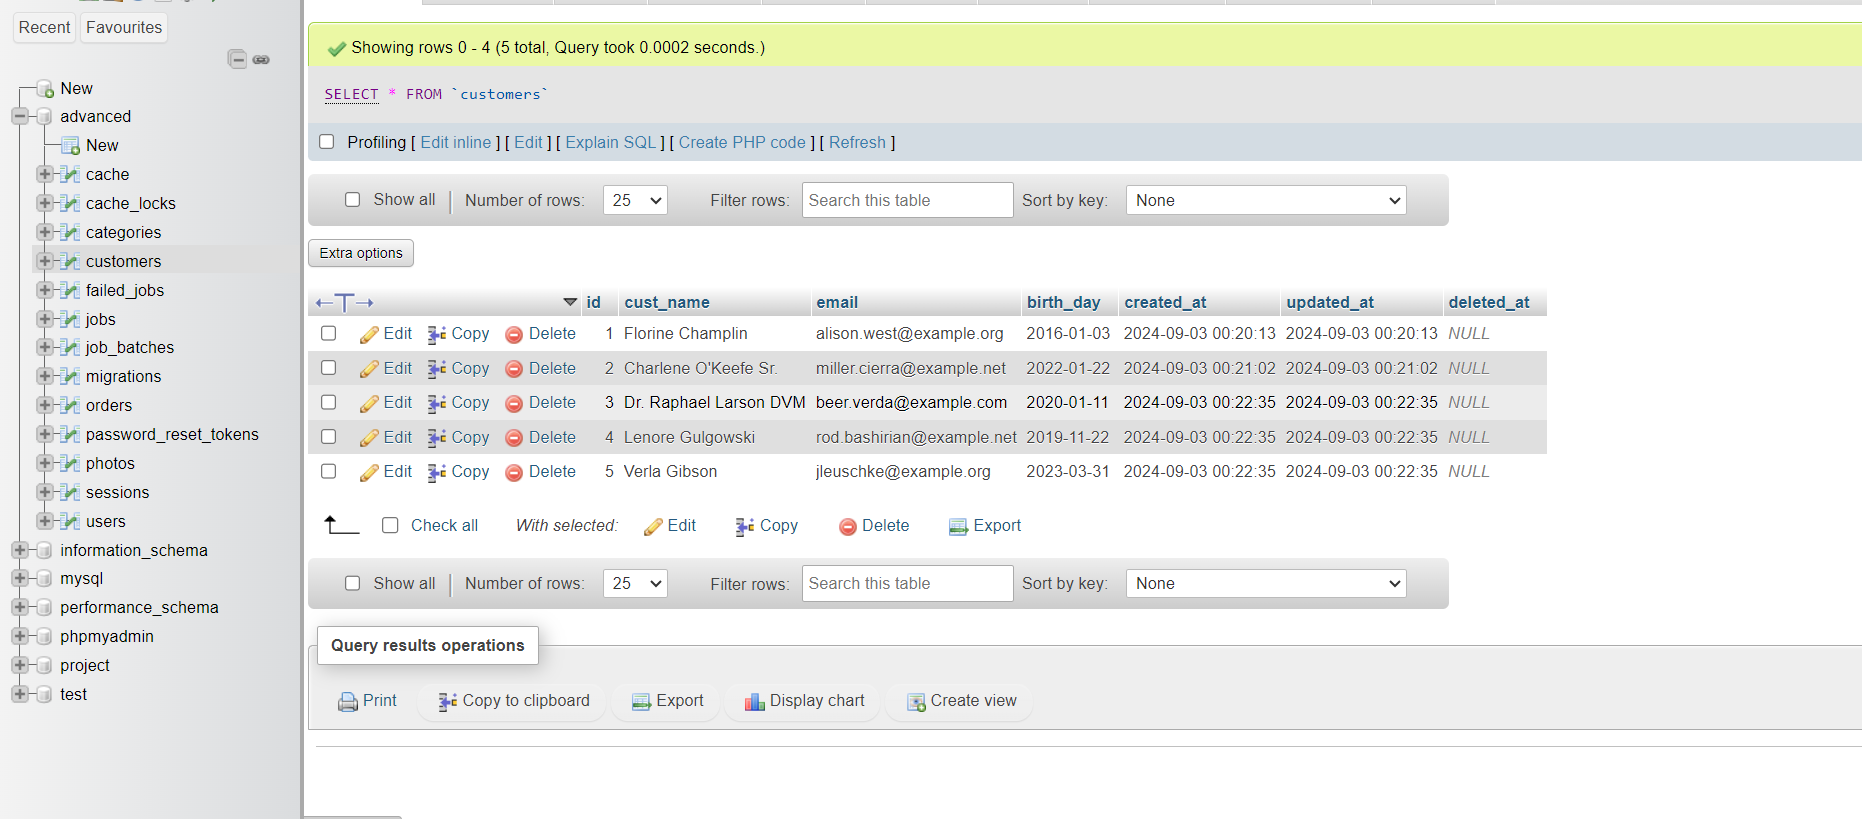 Recent Favourites
New
advanced
New
cache
cache_locks
categories
customers
failed_jobs
jobs
job_batches
migrations
orders
password_reset_tokens
photos
sessions
users
information_schema
mysql
performance_schema
phpmyadmin
project
test
Showing rows 0 - 4 (5 total, Query took 0.0002 seconds.)
SELECT * FROM `customers`
Profiling [ Edit inline ] [ Edit ] [ Explain SQL ] [ Create PHP code ] [ Refresh ]
Show all Number of rows: 25 Filter rows: Search this table Sort by key: None
Extra options
id cust_name email birth_day created_at updated_at deleted_at
Edit Copy Delete 1 Florine Champlin alison.west@example.org 2016-01-03 2024-09-03 00:20:13 2024-09-03 00:20:13 NULL
Edit Copy Delete 2 Charlene O'Keefe Sr. miller.cierra@example.net 2022-01-22 2024-09-03 00:21:02 2024-09-03 00:21:02 NULL
Edit Copy Delete 3 Dr. Raphael Larson DVM beer.verda@example.com 2020-01-11 2024-09-03 00:22:35 2024-09-03 00:22:35 NULL
Edit Copy Delete 4 Lenore Gulgowski rod.bashirian@example.net 2019-11-22 2024-09-03 00:22:35 2024-09-03 00:22:35 NULL
Edit Copy Delete 5 Verla Gibson jleuschke@example.org 2023-03-31 2024-09-03 00:22:35 2024-09-03 00:22:35 NULL
Check all With selected: Edit Copy Delete Export
Show all Number of rows: 25 Filter rows: Search this table Sort by key: None
Query results operations
Print Copy to clipboard Export Display chart Create view